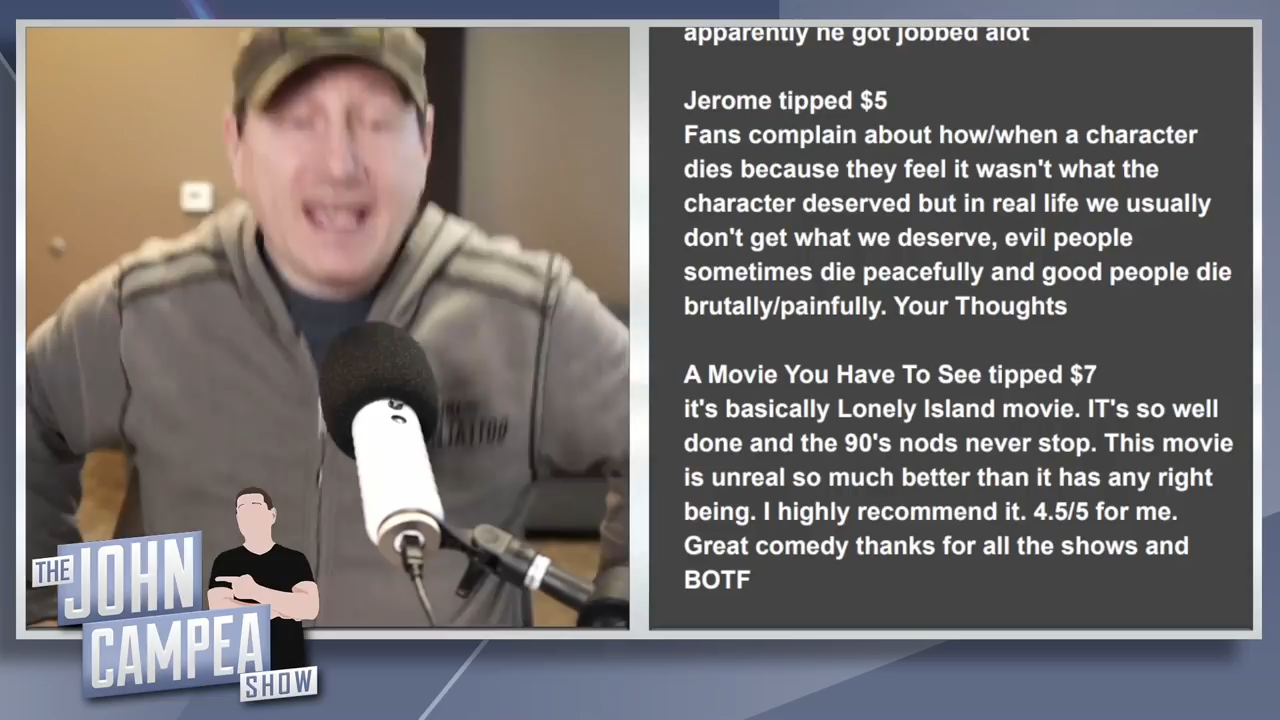 apparently he got jobbed alot
Jerome tipped $5
Fans complain about how/when a character
dies because they feel it wasn't what the
character deserved but in real life we usually
don't get what we deserve, evil people
sometimes die peacefully and good people die
brutally/painfully. Your Thoughts
A Movie You Have To See tipped $7
it's basically Lonely Island movie. IT's so well
done and the 90's nods never stop. This movie
is unreal so much better than it has any right
being. I highly recommend it. 4.5/5 for me.
Great comedy thanks for all the shows and
BOTF
TATTOO
THE
JOHN
CAMPEA
SHOW